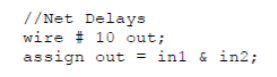 //Net Delays
wire # 10 out;
assign out = in1 & in2;